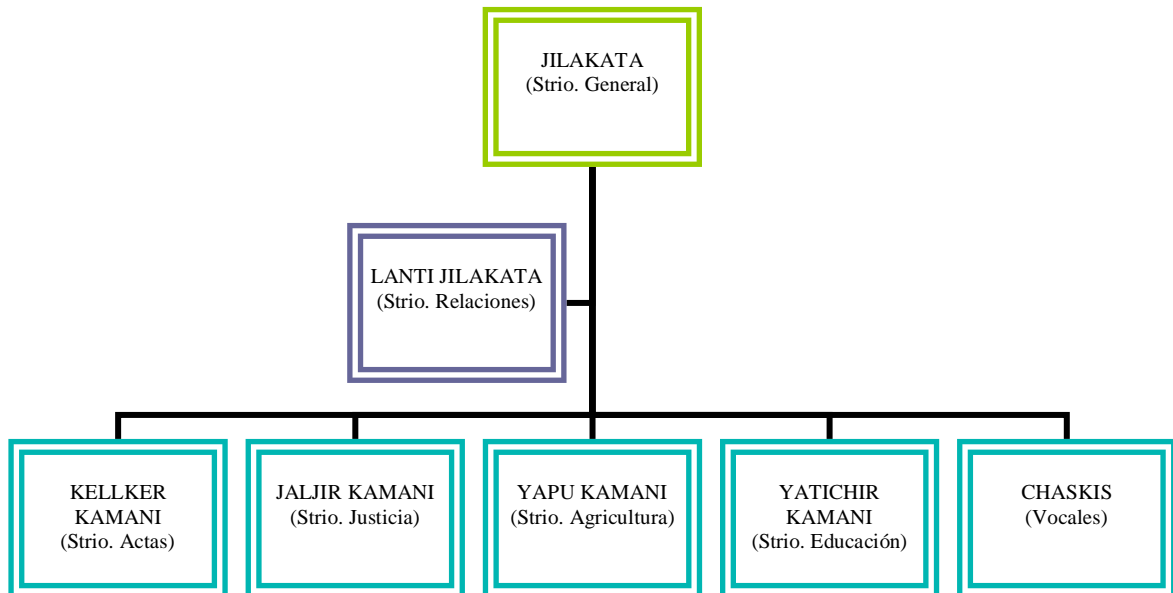 JILAKATA
(Strio. General)
LANTI JILAKATA
(Strio. Relaciones)
KELLKER
KAMANI
(Strio. Actas)
JALJIR KAMANI
(Strio. Justicia)
YAPU KAMANI
(Strio. Agricultura)
YATICHIR
KAMANI
(Strio. Educación)
CHASKIS
(Vocales)